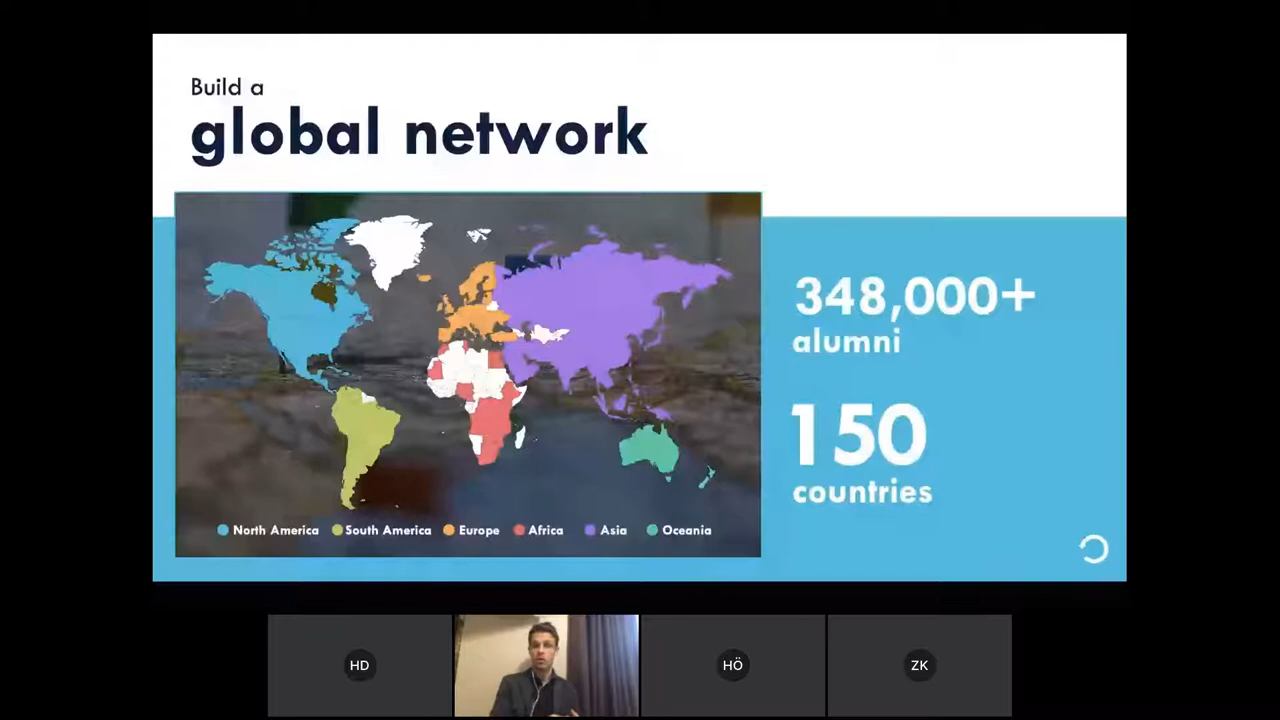 Build a
global network
348,000+
alumni
150
countries
North America South America Europe Africa Asia Oceania
HD HÖ ZK